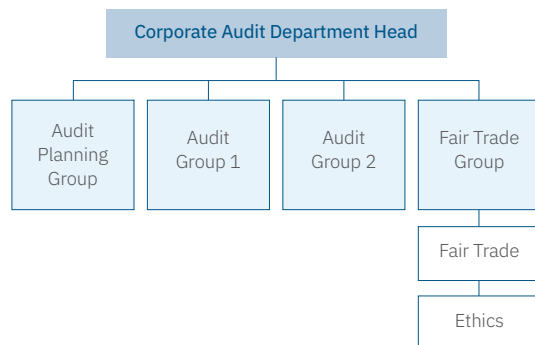 Corporate Audit Department Head
Audit
Planning
Group
Audit
Group 1
Audit
Group 2
Fair Trade
Group
Fair Trade
Ethics